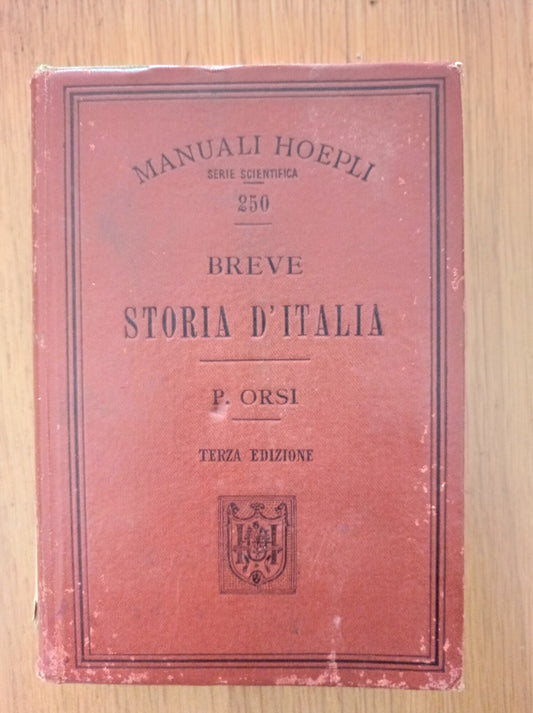 MANUALI HOEPLI
SERIE SCIENTIFICA
250
BREVE
STORIA D'ITALIA
P. ORSI
TERZA EDIZIONE